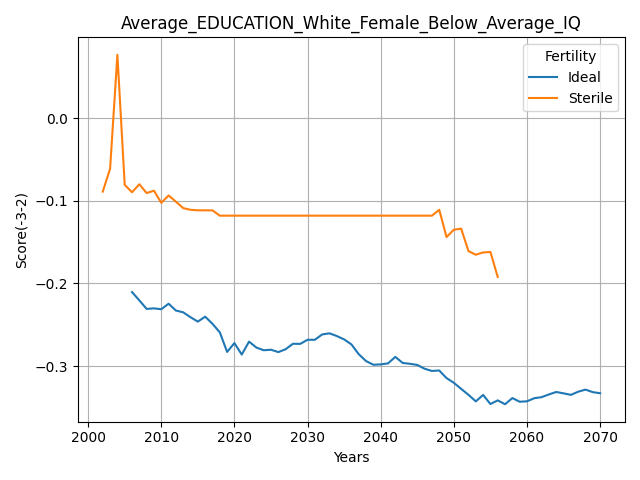 Average_EDUCATION_White_Female_Below_Average_IQ
Fertility
Ideal
Sterile
Score(-3-2)
0.0
−0.1
−0.2
−0.3
2000 2010 2020 2030 2040 2050 2060 2070
Years